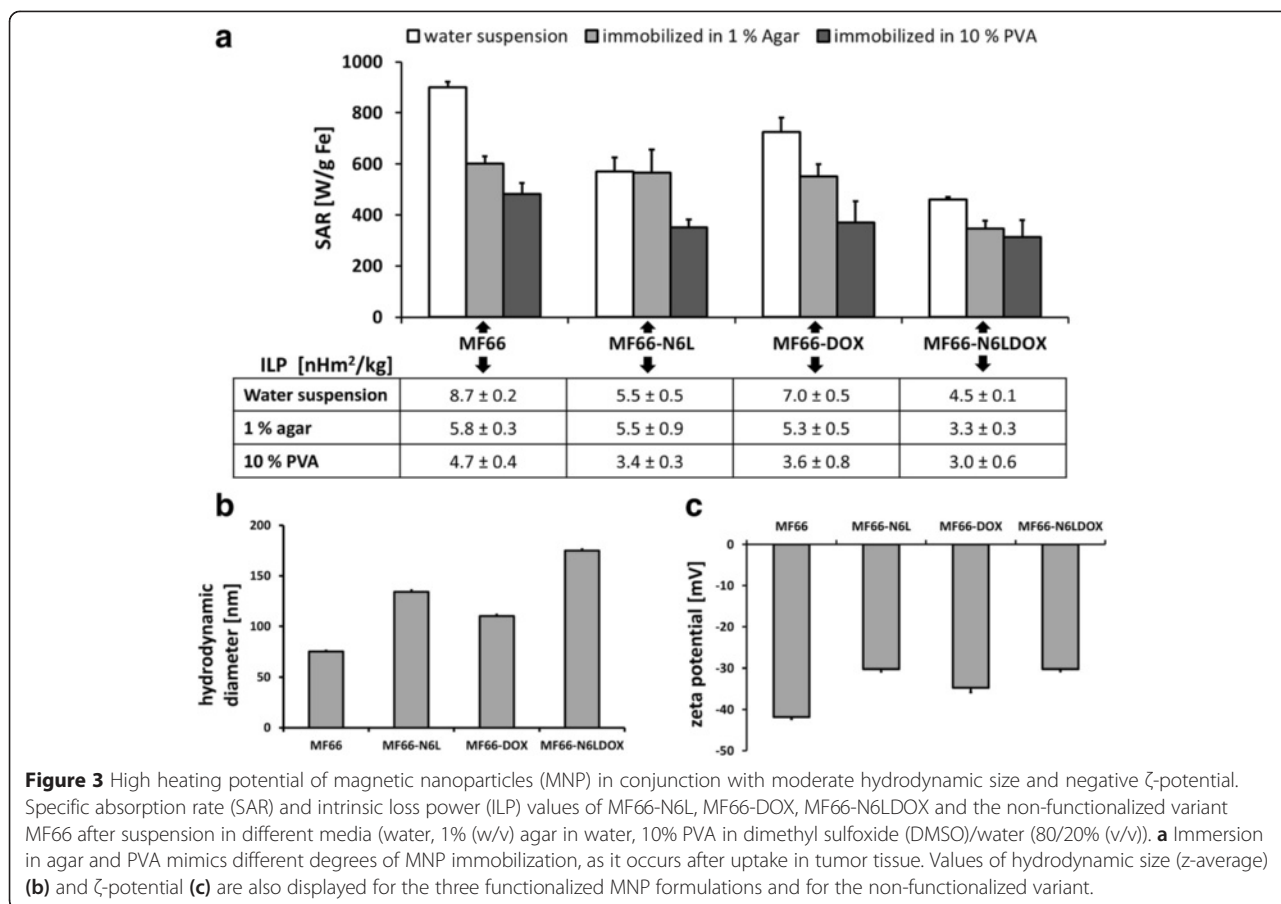 a
water suspension immobilized in 1 % Agar immobilized in 10 % PVA
SAR [W/g Fe]
1000
800
600
400
200
0
MF66 MF66-N6L MF66-DOX MF66-N6LDOX
ILP [nHm²/kg]
Water suspension 8.7 ± 0.2 5.5 ± 0.5 7.0 ± 0.5 4.5 ± 0.1
1 % agar 5.8 ± 0.3 5.5 ± 0.9 5.3 ± 0.5 3.3 ± 0.3
10 % PVA 4.7 ± 0.4 3.4 ± 0.3 3.6 ± 0.8 3.0 ± 0.6
b
hydrodynamic
diameter [nm]
200
150
100
50
0
MF66 MF66-N6L MF66-DOX MF66-N6LDOX
c
MF66 MF66-N6L MF66-DOX MF66-N6LDOX
zeta potential [mV]
0
-10
-20
-30
-40
-50
Figure 3 High heating potential of magnetic nanoparticles (MNP) in conjunction with moderate hydrodynamic size and negative ζ-potential.
Specific absorption rate (SAR) and intrinsic loss power (ILP) values of MF66-N6L, MF66-DOX, MF66-N6LDOX and the non-functionalized variant
MF66 after suspension in different media (water, 1% (w/v) agar in water, 10% PVA in dimethyl sulfoxide (DMSO)/water (80/20% (v/v)). a Immersion
in agar and PVA mimics different degrees of MNP immobilization, as it occurs after uptake in tumor tissue. Values of hydrodynamic size (z-average)
(b) and ζ-potential (c) are also displayed for the three functionalized MNP formulations and for the non-functionalized variant.